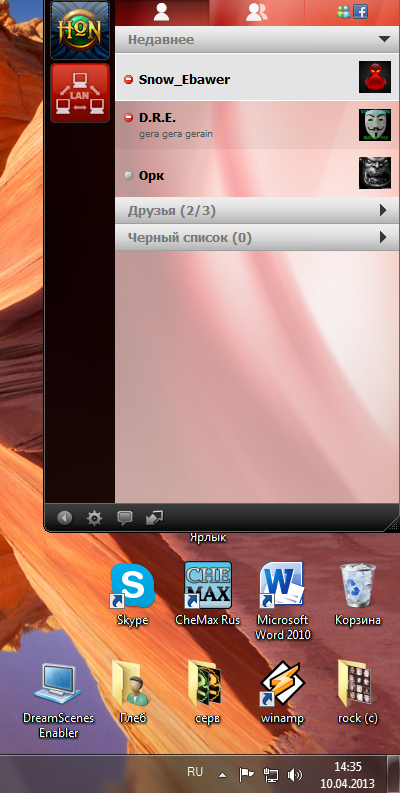 HON
LAN
Недавнее
Snow_Ebawer
D.R.E.
gera gera gerain
Орк
Друзья (2/3)
Черный список (0)
Ярлык
Skype
CHE MAX
CheMax Rus
Microsoft
Word 2010
Корзина
DreamScenes
Enabler
Глеб
серв
winamp
rock (c)
RU
14:35
10.04.2013